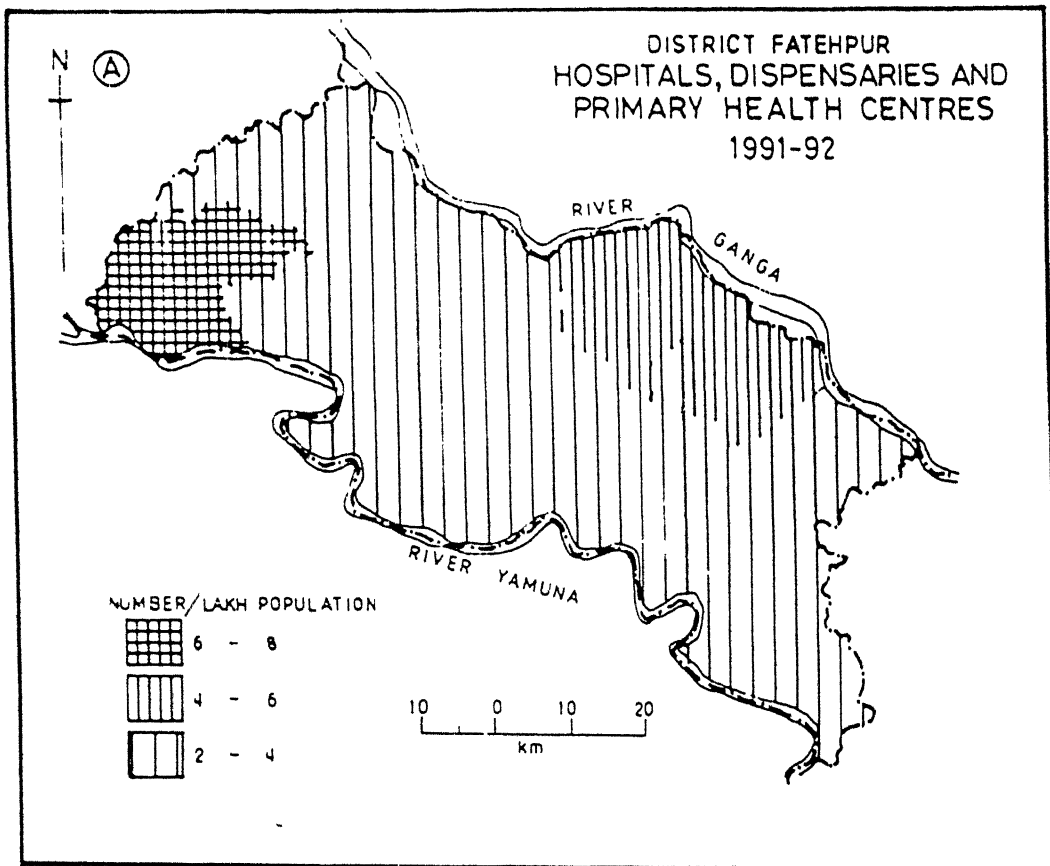 N
A
DISTRICT FATEHPUR
HOSPITALS, DISPENSARIES AND
PRIMARY HEALTH CENTRES
1991-92
RIVER GANGA
RIVER YAMUNA
NUMBER/LAKH POPULATION
6 - 8
4 - 6
2 - 4
10 0 10 20
km